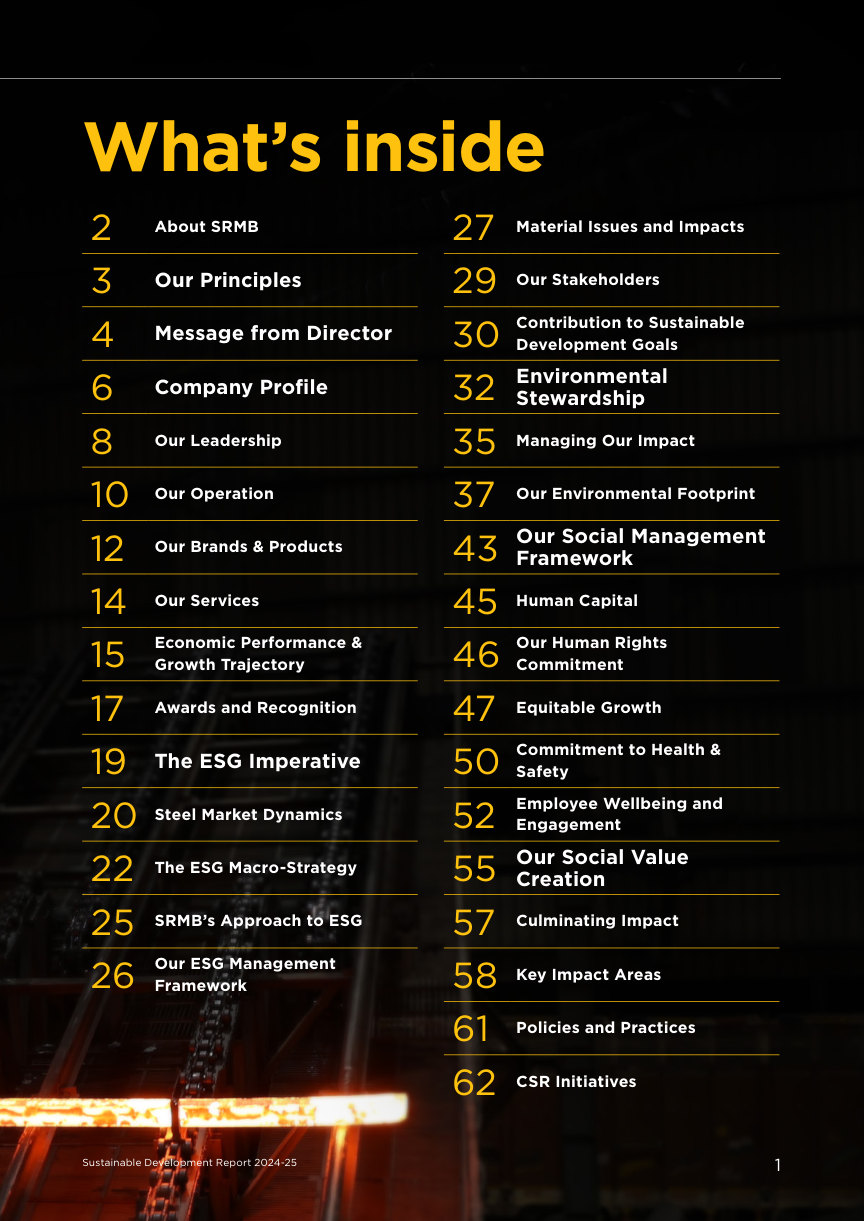 What’s inside
2 About SRMB
3 Our Principles
4 Message from Director
6 Company Profile
8 Our Leadership
10 Our Operation
12 Our Brands & Products
14 Our Services
15 Economic Performance &
Growth Trajectory
17 Awards and Recognition
19 The ESG Imperative
20 Steel Market Dynamics
22 The ESG Macro-Strategy
25 SRMB’s Approach to ESG
26 Our ESG Management
Framework
27 Material Issues and Impacts
29 Our Stakeholders
30 Contribution to Sustainable
Development Goals
32 Environmental
Stewardship
35 Managing Our Impact
37 Our Environmental Footprint
43 Our Social Management
Framework
45 Human Capital
46 Our Human Rights
Commitment
47 Equitable Growth
50 Commitment to Health &
Safety
52 Employee Wellbeing and
Engagement
55 Our Social Value
Creation
57 Culminating Impact
58 Key Impact Areas
61 Policies and Practices
62 CSR Initiatives
Sustainable Development Report 2024-25
1